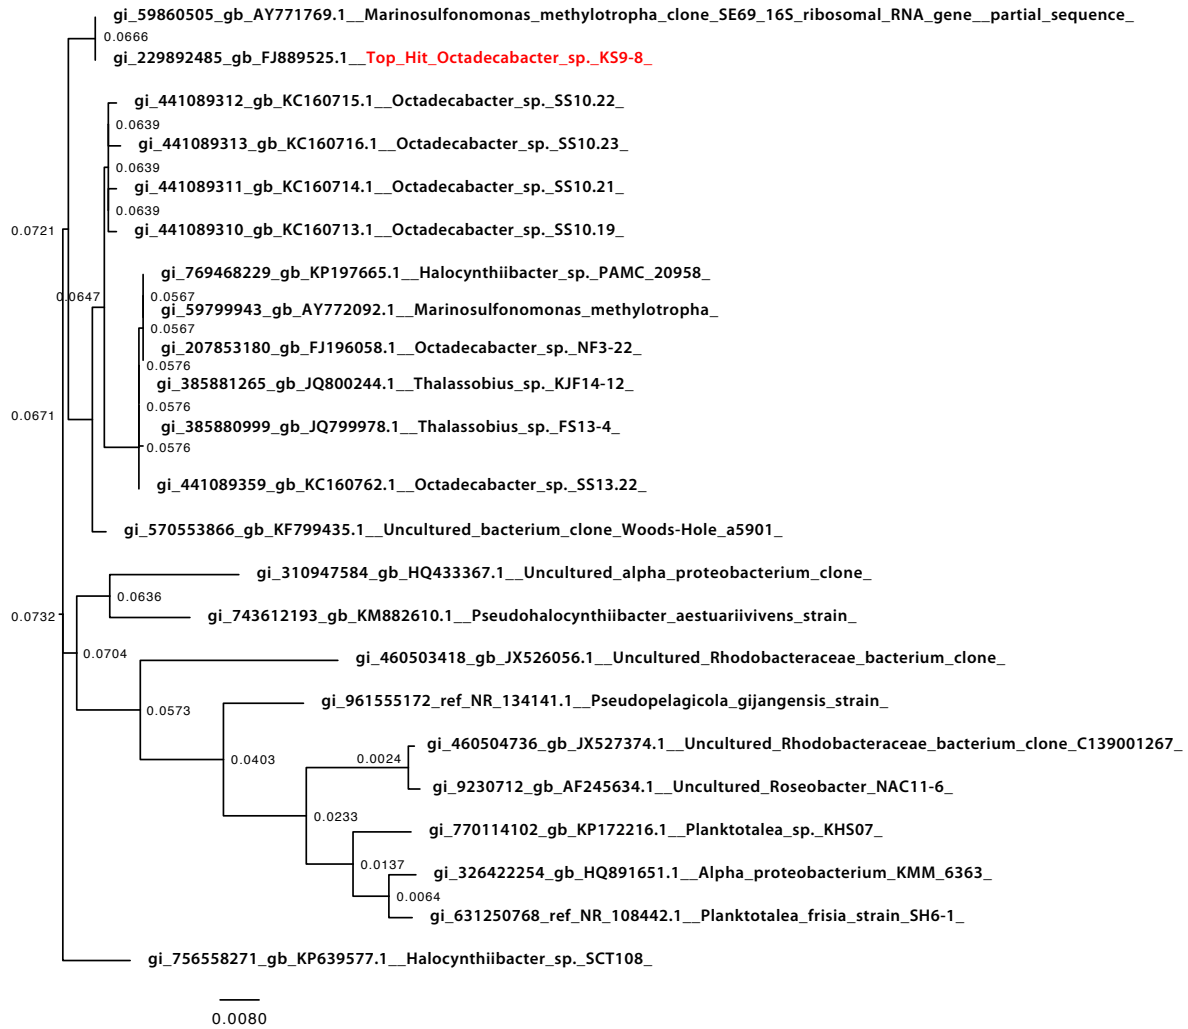 gi_59860505_gb_AY771769.1__Marinosulfonomonas_methylotropha_clone_SE69_16S_ribosomal_RNA_gene__partial_sequence_
0.0666
gi_229892485_gb_FJ889525.1__Top_Hit_Octadecabacter_sp._KS9-8_
gi_441089312_gb_KC160715.1__Octadecabacter_sp._SS10.22_
0.0639
gi_441089313_gb_KC160716.1__Octadecabacter_sp._SS10.23_
0.0639
gi_441089311_gb_KC160714.1__Octadecabacter_sp._SS10.21_
0.0639
gi_441089310_gb_KC160713.1__Octadecabacter_sp._SS10.19_
0.0721
gi_769468229_gb_KP197665.1__Halocynthiibacter_sp._PAMC_20958_
0.0647
0.0567
gi_59799943_gb_AY772092.1__Marinosulfonomonas_methylotropha_
0.0567
gi_207853180_gb_FJ196058.1__Octadecabacter_sp._NF3-22_
0.0576
gi_385881265_gb_JQ800244.1__Thalassobius_sp._KJF14-12_
0.0576
0.0671
gi_385880999_gb_JQ799978.1__Thalassobius_sp._FS13-4_
0.0576
gi_441089359_gb_KC160762.1__Octadecabacter_sp._SS13.22_
gi_570553866_gb_KF799435.1__Uncultured_bacterium_clone_Woods-Hole_a5901_
gi_310947584_gb_HQ433367.1__Uncultured_alpha_proteobacterium_clone_
0.0636
0.0732
gi_743612193_gb_KM882610.1__Pseudohalocynthiibacter_aestuariivivens_strain_
0.0704
gi_460503418_gb_JX526056.1__Uncultured_Rhodobacteraceae_bacterium_clone_
0.0573
gi_961555172_ref_NR_134141.1__Pseudopelagicola_gijangensis_strain_
gi_460504736_gb_JX527374.1__Uncultured_Rhodobacteraceae_bacterium_clone_C139001267_
0.0403
0.0024
gi_9230712_gb_AF245634.1__Uncultured_Roseobacter_NAC11-6_
0.0233
gi_770114102_gb_KP172216.1__Planktotalea_sp._KHS07_
0.0137
gi_326422254_gb_HQ891651.1__Alpha_proteobacterium_KMM_6363_
0.0064
gi_631250768_ref_NR_108442.1__Planktotalea_frisia_strain_SH6-1_
gi_756558271_gb_KP639577.1__Halocynthiibacter_sp._SCT108_
0.0080